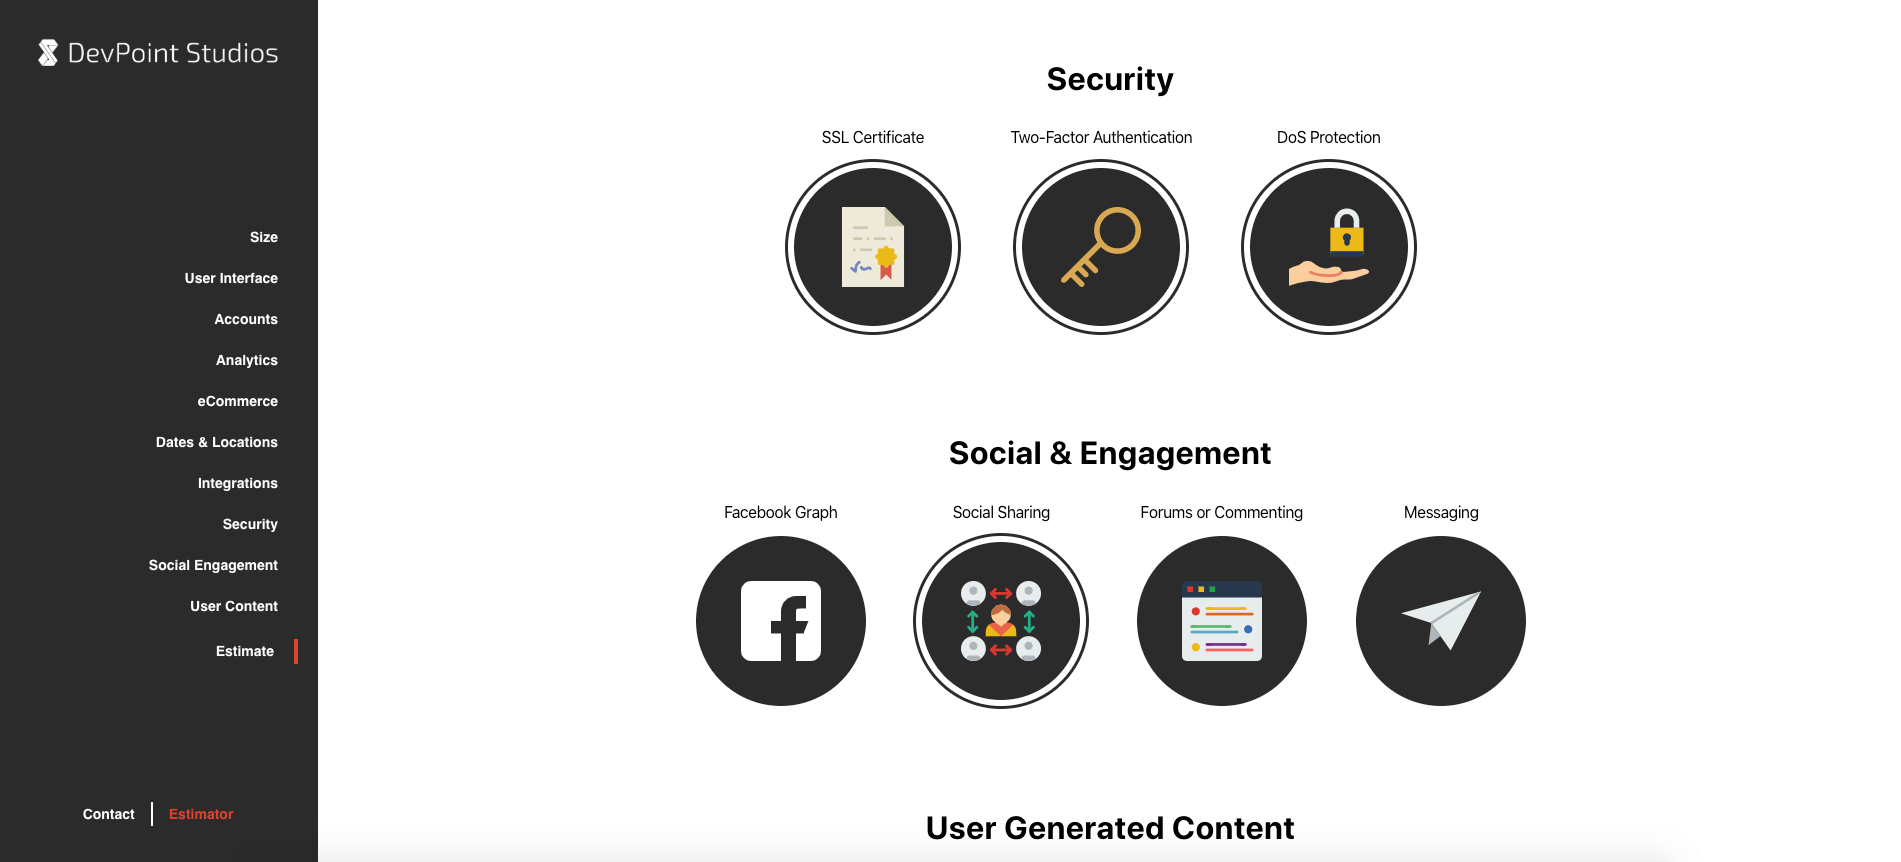 DevPoint Studios
Size
User Interface
Accounts
Analytics
eCommerce
Dates & Locations
Integrations
Security
Social Engagement
User Content
Estimate
Contact
Estimator
Security
SSL Certificate
Two-Factor Authentication
DoS Protection
Social & Engagement
Facebook Graph
Social Sharing
Forums or Commenting
Messaging
User Generated Content